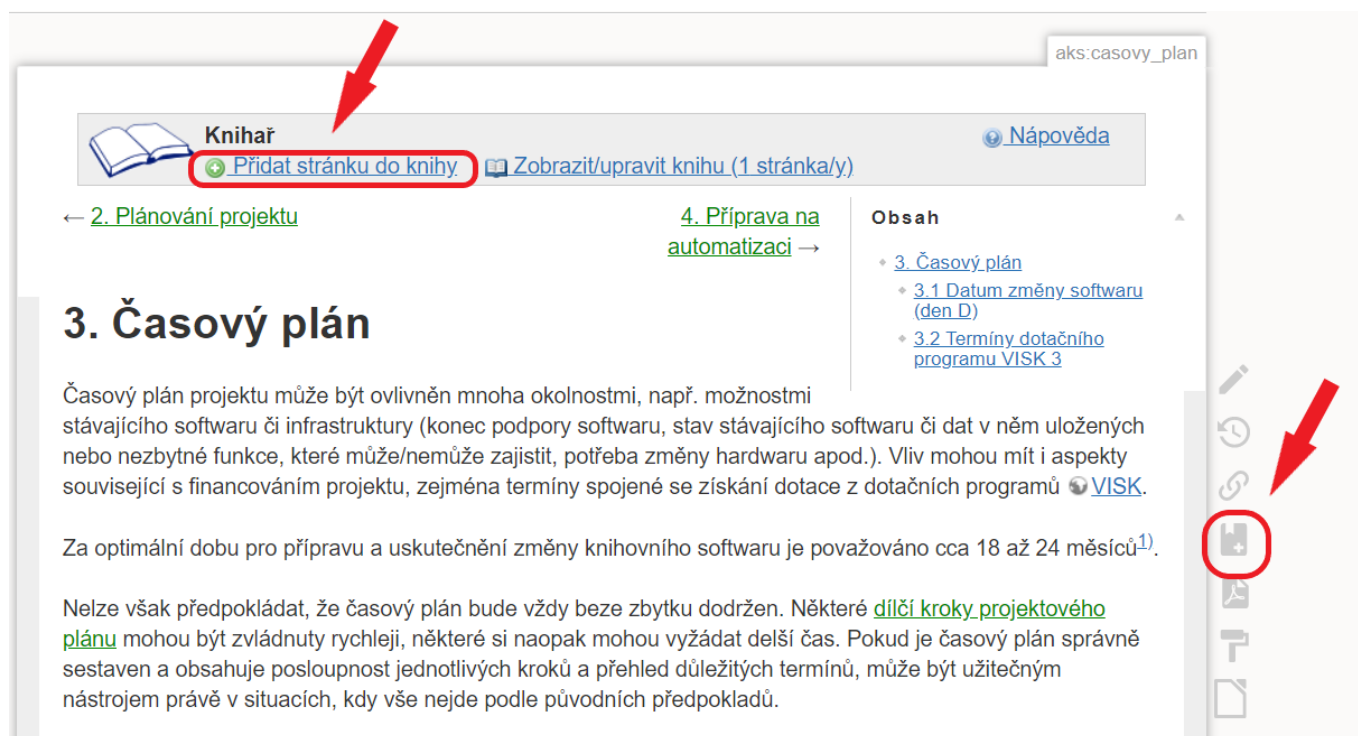 aks:casovy_plan
Knihař
Nápověda
Přidat stránku do knihy
Zobrazit/upravit knihu (1 stránka/y)
← 2. Plánování projektu
4. Příprava na
automatizaci →
Obsah
3. Časový plán
3.1 Datum změny softwaru
(den D)
3.2 Termíny dotačního
programu VISK 3
3. Časový plán
Časový plán projektu může být ovlivněn mnoha okolnostmi, např. možnostmi
stávajícího softwaru či infrastruktury (konec podpory softwaru, stav stávajícího softwaru či dat v něm uložených
nebo nezbytné funkce, které může/nemůže zajistit, potřeba změny hardwaru apod.). Vliv mohou mít i aspekty
související s financováním projektu, zejména termíny spojené se získání dotace z dotačních programů VISK.
Za optimální dobu pro přípravu a uskutečnění změny knihovního softwaru je považováno cca 18 až 24 měsíců1).
Nelze však předpokládat, že časový plán bude vždy beze zbytku dodržen. Některé dílčí kroky projektového
plánu mohou být zvládnuty rychleji, některé si naopak mohou vyžádat delší čas. Pokud je časový plán správně
sestaven a obsahuje posloupnost jednotlivých kroků a přehled důležitých termínů, může být užitečným
nástrojem právě v situacích, kdy vše nejde podle původních předpokladů.